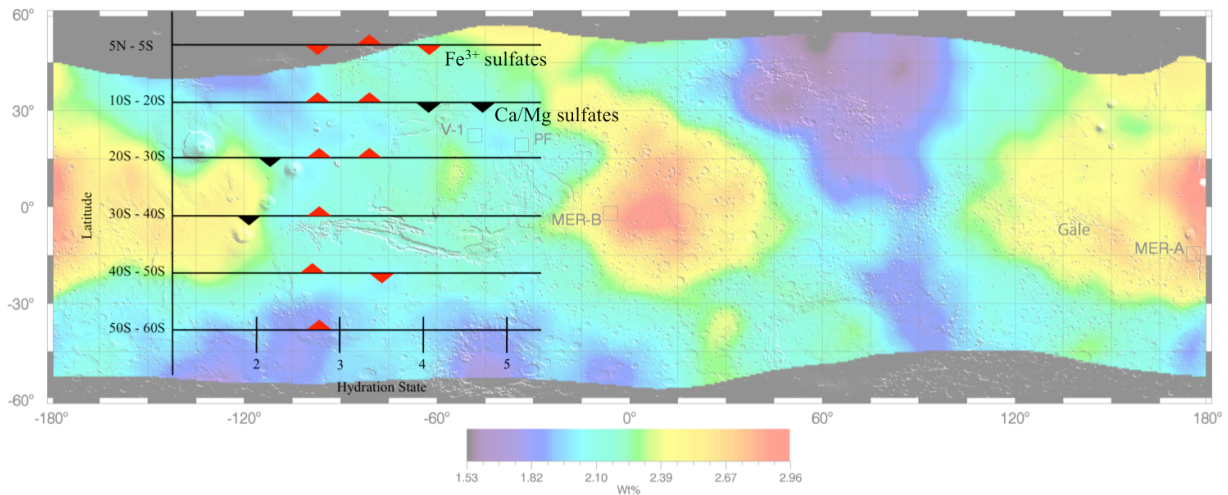 60°
30°
0°
-30°
-60°
5N - 5S
Fe³⁺ sulfates
10S - 20S
Ca/Mg sulfates
V-1
PF
20S - 30S
Latitude
30S - 40S
MER-B
Gale
MER-A
40S - 50S
50S - 60S
2 3 4 5
Hydration State
-180° -120° -60° 0° 60° 120° 180°
1.53 1.82 2.10 2.39 2.67 2.96
Wt%